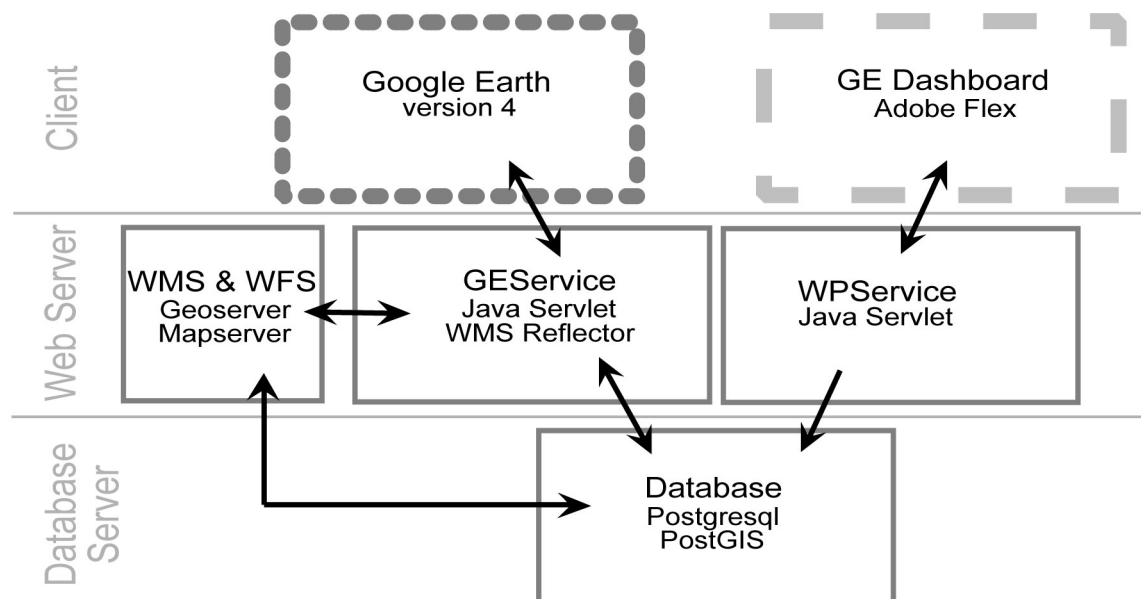 Client
Google Earth
version 4
GE Dashboard
Adobe Flex
Web Server
WMS & WFS
Geoserver
Mapserver
GEService
Java Servlet
WMS Reflector
WPService
Java Servlet
Database
Server
Database
Postgresql
PostGIS